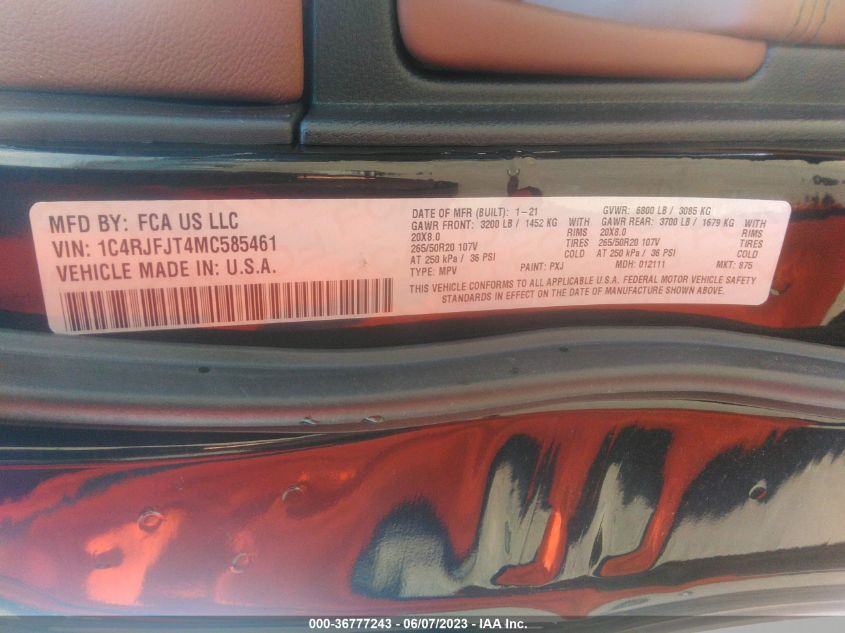 MFD BY: FCA US LLC
VIN: 1C4RJFJT4MC585461
VEHICLE MADE IN: U.S.A.
DATE OF MFR (BUILT): 1-21
GAWR FRONT: 3200 LB / 1452 KG WITH
20X8.0 RIMS
265/50R20 107V TIRES
AT 250 kPa / 36 PSI COLD
TYPE: MPV PAINT: PXJ
GVWR: 6800 LB / 3085 KG
GAWR REAR: 3700 LB / 1679 KG WITH
20X8.0 RIMS
265/50R20 107V TIRES
AT 250 kPa / 36 PSI COLD
MDH: 012111 MKT: 875
THIS VEHICLE CONFORMS TO ALL APPLICABLE U.S.A. FEDERAL MOTOR VEHICLE SAFETY
STANDARDS IN EFFECT ON THE DATE OF MANUFACTURE SHOWN ABOVE.
000-36777243 - 06/07/2023 - IAA Inc.